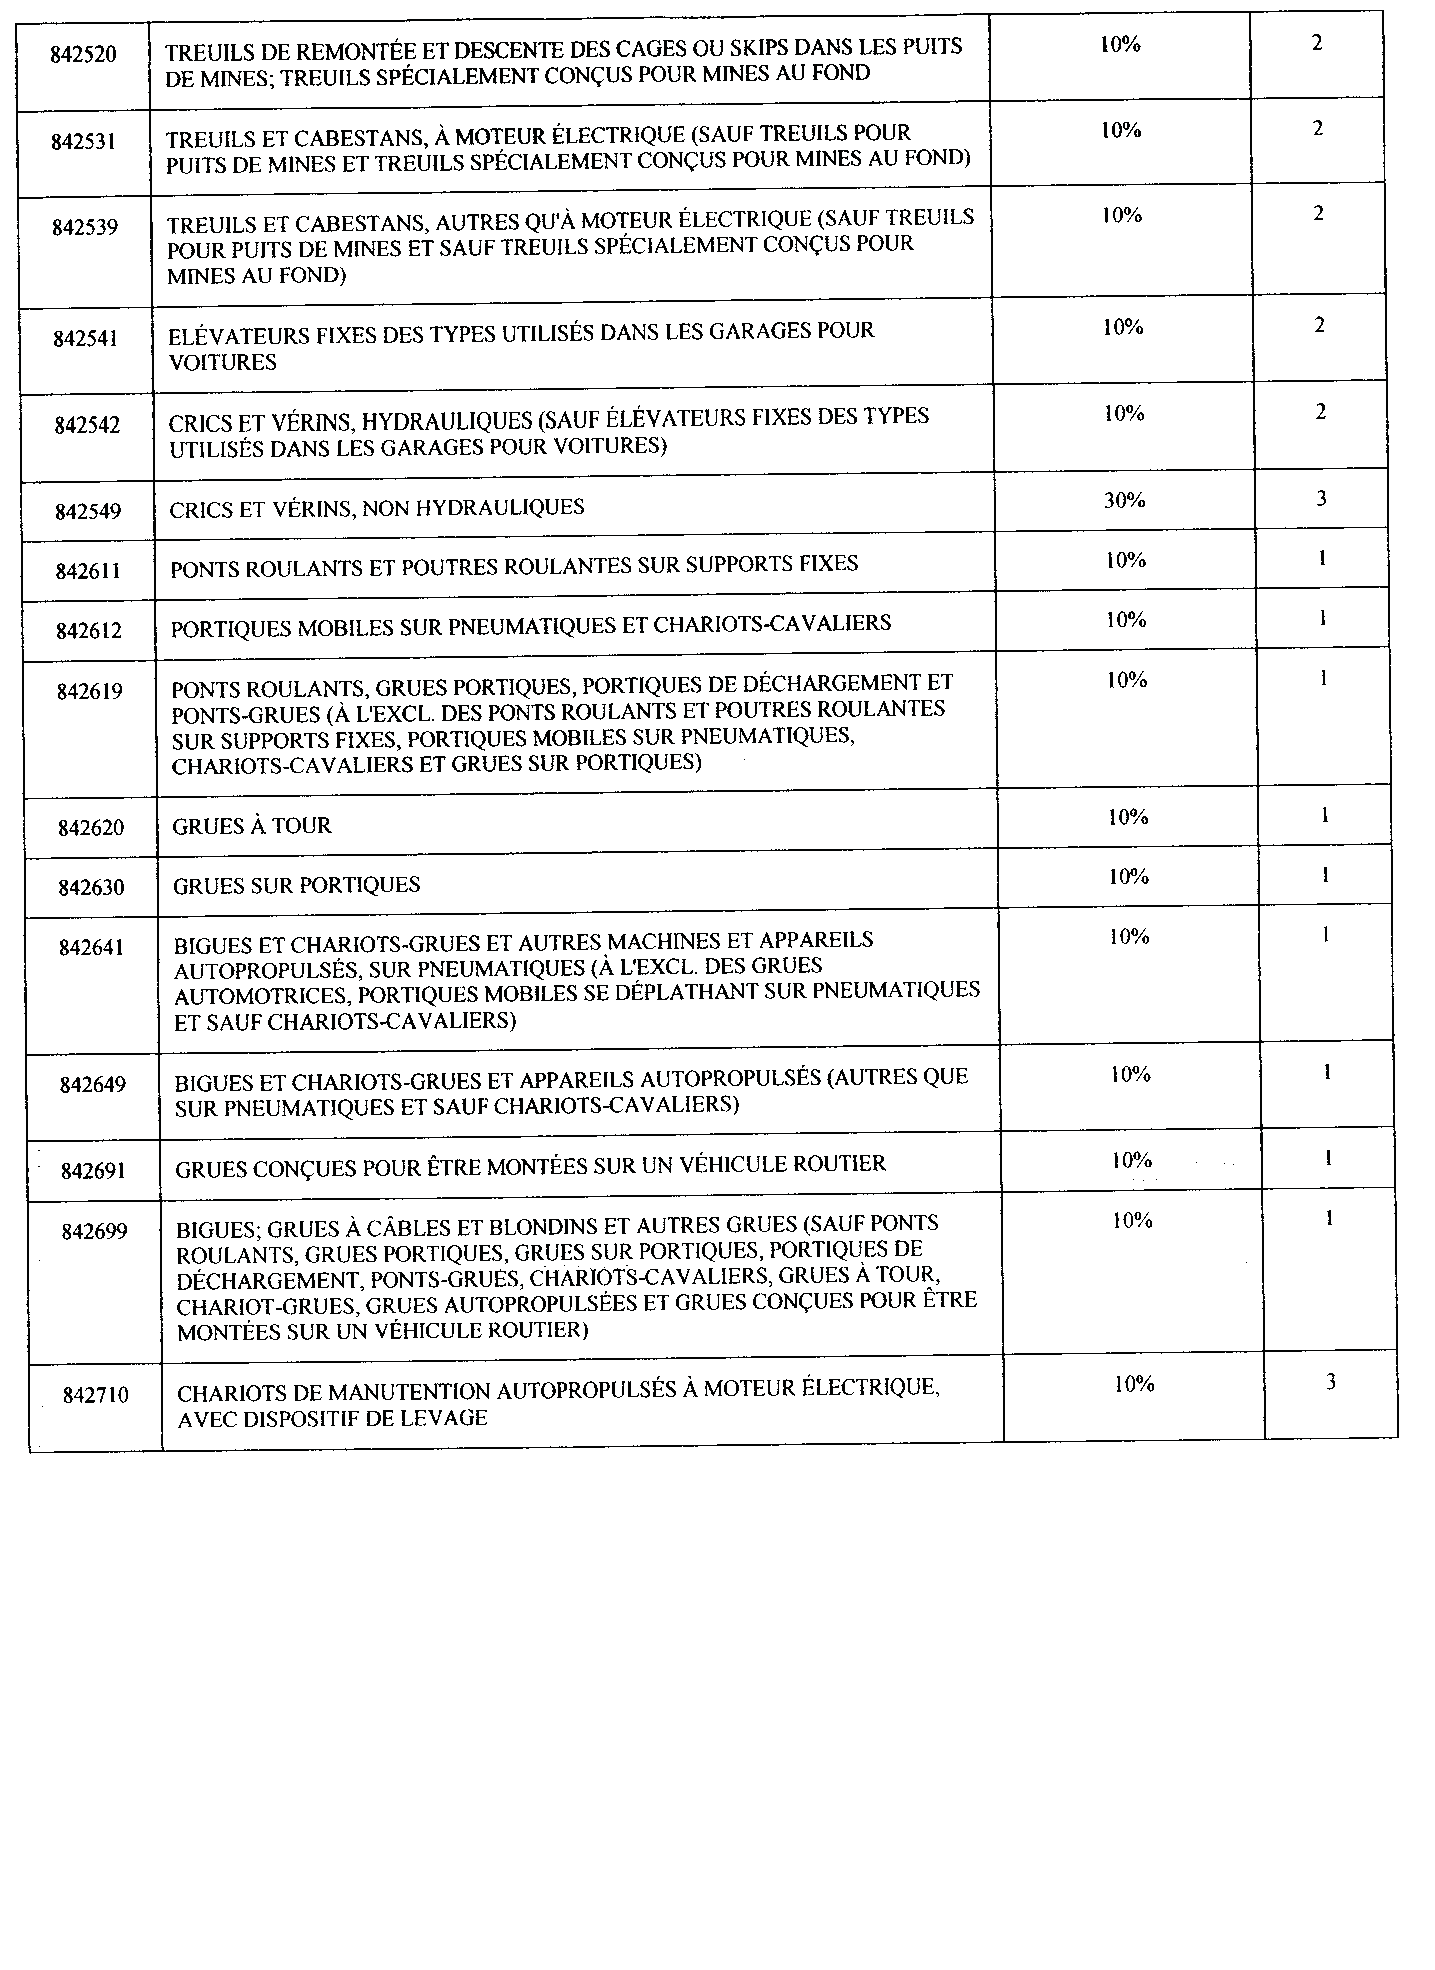 842520 TREUILS DE REMONTÉE ET DESCENTE DES CAGES OU SKIPS DANS LES PUITS 10% 2
DE MINES; TREUILS SPÉCIALEMENT CONÇUS POUR MINES AU FOND
842531 TREUILS ET CABESTANS, À MOTEUR ÉLECTRIQUE (SAUF TREUILS POUR 10% 2
PUITS DE MINES ET TREUILS SPÉCIALEMENT CONÇUS POUR MINES AU FOND)
842539 TREUILS ET CABESTANS, AUTRES QU'À MOTEUR ÉLECTRIQUE (SAUF TREUILS 10% 2
POUR PUITS DE MINES ET SAUF TREUILS SPÉCIALEMENT CONÇUS POUR
MINES AU FOND)
842541 ELÉVATEURS FIXES DES TYPES UTILISÉS DANS LES GARAGES POUR 10% 2
VOITURES
842542 CRICS ET VÉRINS, HYDRAULIQUES (SAUF ÉLÉVATEURS FIXES DES TYPES 10% 2
UTILISÉS DANS LES GARAGES POUR VOITURES)
842549 CRICS ET VÉRINS, NON HYDRAULIQUES 30% 3
842611 PONTS ROULANTS ET POUTRES ROULANTES SUR SUPPORTS FIXES 10% 1
842612 PORTIQUES MOBILES SUR PNEUMATIQUES ET CHARIOTS-CAVALIERS 10% 1
842619 PONTS ROULANTS, GRUES PORTIQUES, PORTIQUES DE DÉCHARGEMENT ET 10% 1
PONTS-GRUES (À L'EXCL. DES PONTS ROULANTS ET POUTRES ROULANTES
SUR SUPPORTS FIXES, PORTIQUES MOBILES SUR PNEUMATIQUES,
CHARIOTS-CAVALIERS ET GRUES SUR PORTIQUES)
842620 GRUES À TOUR 10% 1
842630 GRUES SUR PORTIQUES 10% 1
842641 BIGUES ET CHARIOTS-GRUES ET AUTRES MACHINES ET APPAREILS 10% 1
AUTOPROPULSÉS, SUR PNEUMATIQUES (À L'EXCL. DES GRUES
AUTOMOTRICES, PORTIQUES MOBILES SE DÉPLATHANT SUR PNEUMATIQUES
ET SAUF CHARIOTS-CAVALIERS)
842649 BIGUES ET CHARIOTS-GRUES ET APPAREILS AUTOPROPULSÉS (AUTRES QUE 10% 1
SUR PNEUMATIQUES ET SAUF CHARIOTS-CAVALIERS)
842691 GRUES CONÇUES POUR ÊTRE MONTÉES SUR UN VÉHICULE ROUTIER 10% 1
842699 BIGUES; GRUES À CÂBLES ET BLONDINS ET AUTRES GRUES (SAUF PONTS 10% 1
ROULANTS, GRUES PORTIQUES, GRUES SUR PORTIQUES, PORTIQUES DE
DÉCHARGEMENT, PONTS-GRUES, CHARIOTS-CAVALIERS, GRUES À TOUR,
CHARIOT-GRUES, GRUES AUTOPROPULSÉES ET GRUES CONÇUES POUR ÊTRE
MONTÉES SUR UN VÉHICULE ROUTIER)
842710 CHARIOTS DE MANUTENTION AUTOPROPULSÉS À MOTEUR ÉLECTRIQUE, 10% 3
AVEC DISPOSITIF DE LEVAGE